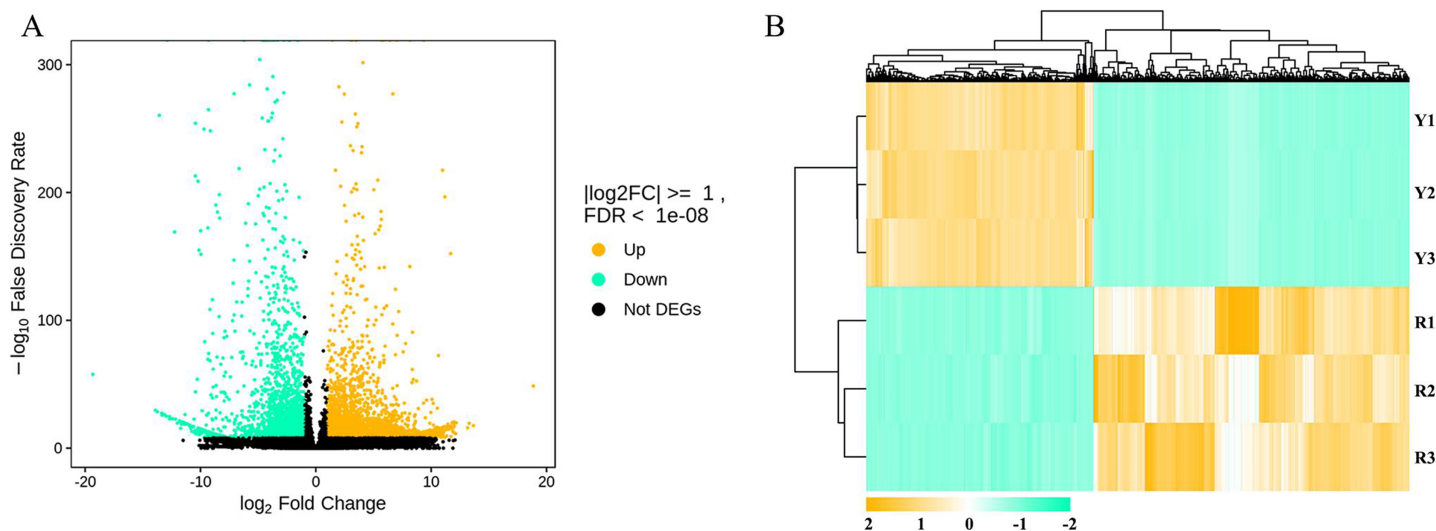 A
− log10 False Discovery Rate
300
200
100
0
-20
-10
0
10
20
log2 Fold Change
|log2FC| >= 1 ,
FDR < 1e-08
Up
Down
Not DEGs
B
Y1
Y2
Y3
R1
R2
R3
2 1 0 -1 -2